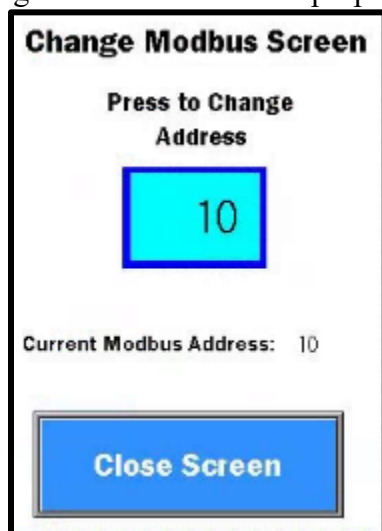 Change Modbus Screen
Press to Change
Address
10
Current Modbus Address: 10
Close Screen